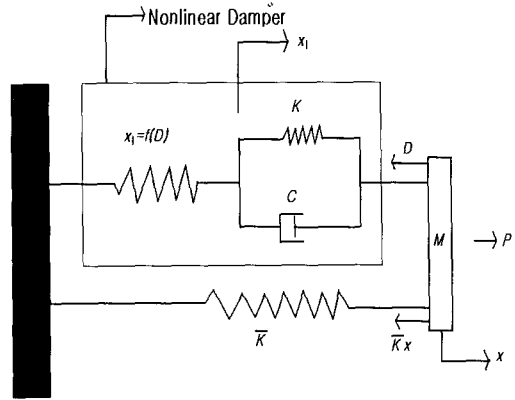 Nonlinear Damper
x₁
K
x₁=f(D)
D
C
M
P
K̅
K̅x
x